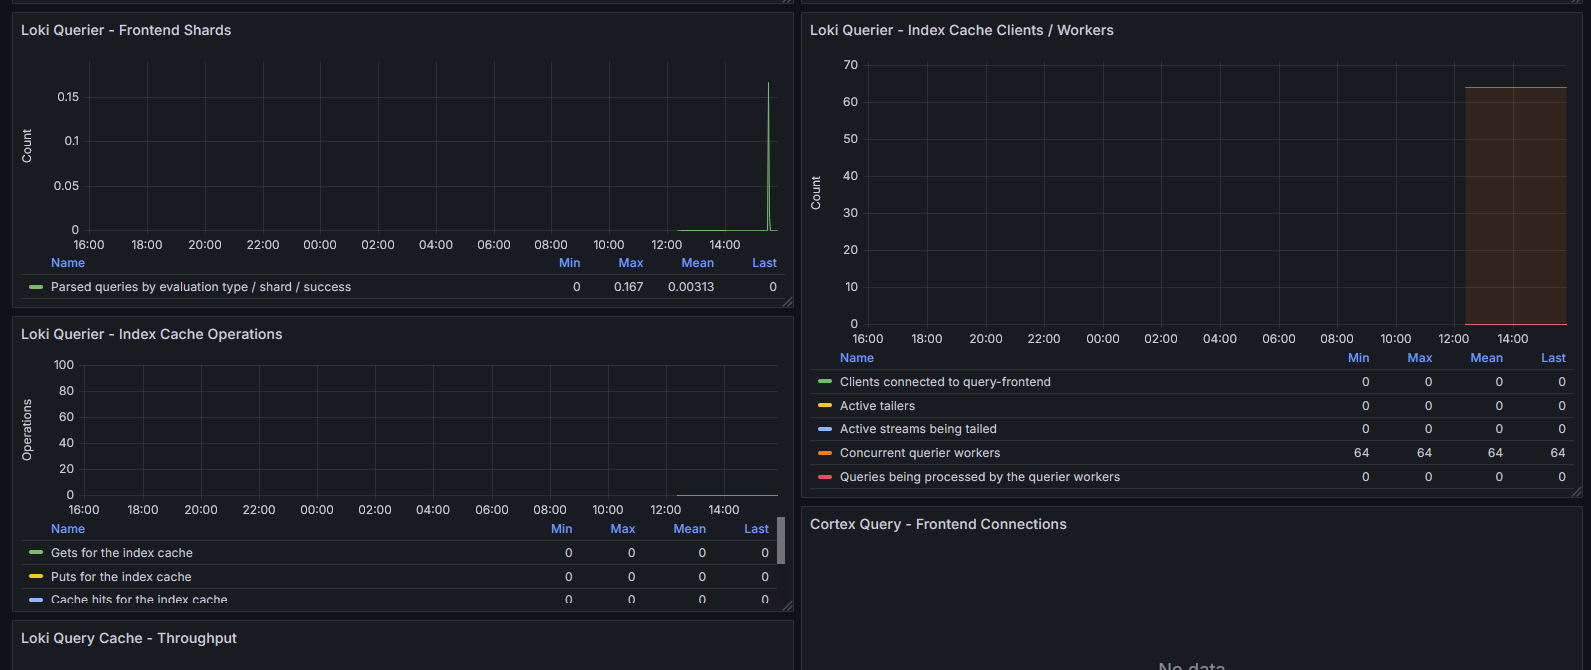 Loki Querier - Frontend Shards
Count
0.15
0.1
0.05
0
16:00 18:00 20:00 22:00 00:00 02:00 04:00 06:00 08:00 10:00 12:00 14:00
Name Min Max Mean Last
Parsed queries by evaluation type / shard / success 0 0.167 0.00313 0
Loki Querier - Index Cache Operations
Operations
100
80
60
40
20
0
16:00 18:00 20:00 22:00 00:00 02:00 04:00 06:00 08:00 10:00 12:00 14:00
Name Min Max Mean Last
Gets for the index cache 0 0 0 0
Puts for the index cache 0 0 0 0
Cache hits for the index cache 0 0 0 0
Loki Query Cache - Throughput
Loki Querier - Index Cache Clients / Workers
Count
70
60
50
40
30
20
10
0
16:00 18:00 20:00 22:00 00:00 02:00 04:00 06:00 08:00 10:00 12:00 14:00
Name Min Max Mean Last
Clients connected to query-frontend 0 0 0 0
Active tailers 0 0 0 0
Active streams being tailed 0 0 0 0
Concurrent querier workers 64 64 64 64
Queries being processed by the querier workers 0 0 0 0
Cortex Query - Frontend Connections
No data